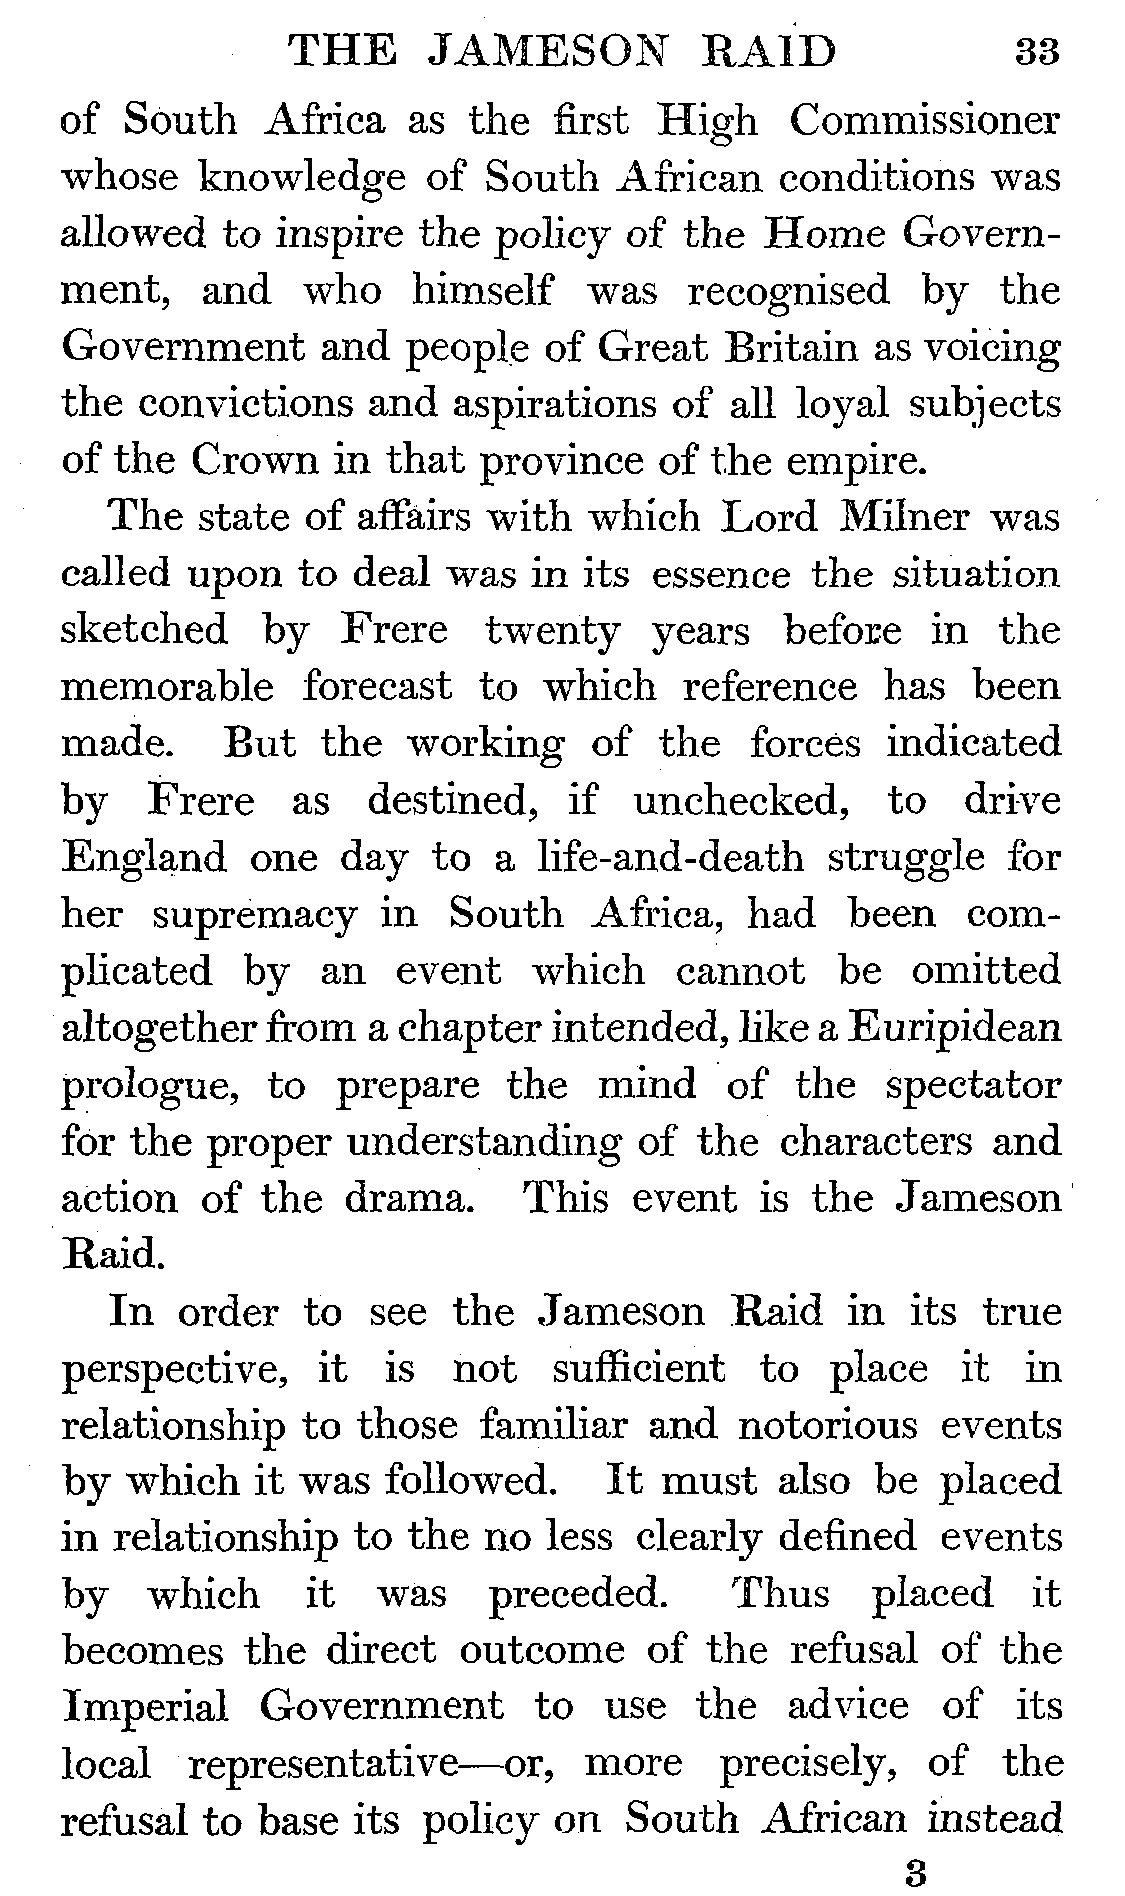 THE JAMESON RAID 33
of South Africa as the first High Commissioner
whose knowledge of South African conditions was
allowed to inspire the policy of the Home Govern-
ment, and who himself was recognised by the
Government and people of Great Britain as voicing
the convictions and aspirations of all loyal subjects
of the Crown in that province of the empire.
The state of affairs with which Lord Milner was
called upon to deal was in its essence the situation
sketched by Frere twenty years before in the
memorable forecast to which reference has been
made. But the working of the forces indicated
by Frere as destined, if unchecked, to drive
England one day to a life-and-death struggle for
her supremacy in South Africa, had been com-
plicated by an event which cannot be omitted
altogether from a chapter intended, like a Euripidean
prologue, to prepare the mind of the spectator
for the proper understanding of the characters and
action of the drama. This event is the Jameson
Raid.
In order to see the Jameson Raid in its true
perspective, it is not sufficient to place it in
relationship to those familiar and notorious events
by which it was followed. It must also be placed
in relationship to the no less clearly defined events
by which it was preceded. Thus placed it
becomes the direct outcome of the refusal of the
Imperial Government to use the advice of its
local representative—or, more precisely, of the
refusal to base its policy on South African instead
3